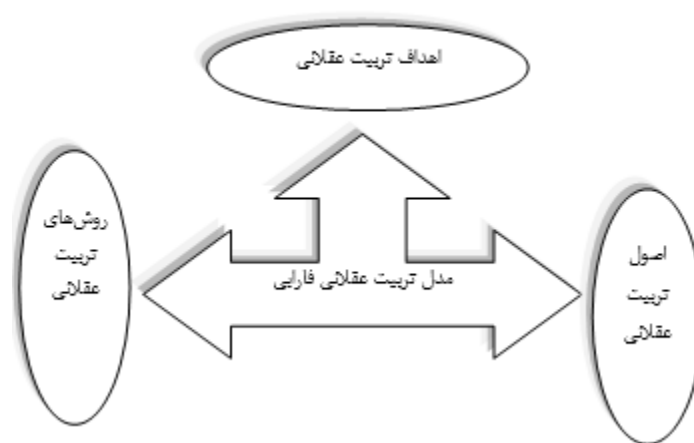 اهداف تربیت عقلانی
اصول
تربیت
عقلانی
مدل تربیت عقلانی فارابی
روش‌های
تربیت
عقلانی